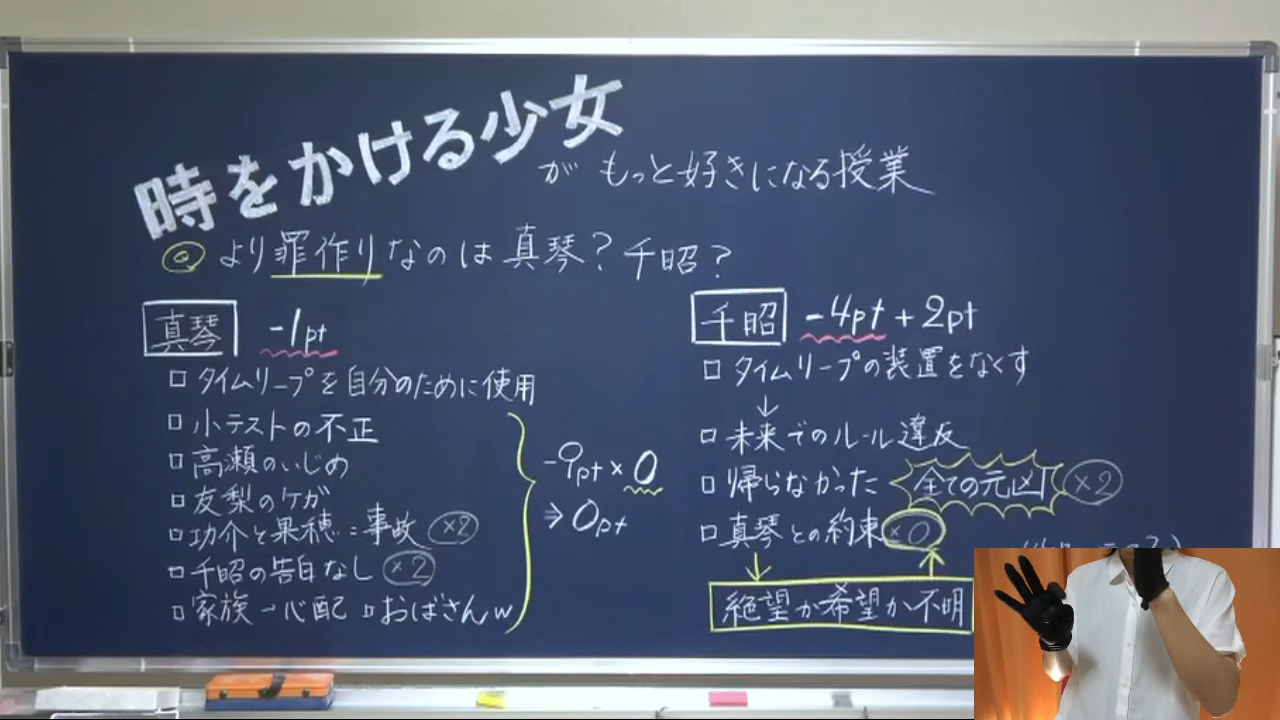 時をかける少女がもっと好きになる授業
Q より罪作りなのは真琴？千昭？
真琴 -1pt
□ タイムリープを自分のために使用
□ 小テストの不正
□ 高瀬のいじめ
□ 友梨のケガ
□ 功介と果穂：事故 ×2
□ 千昭の告白なし ×2
□ 家族一心配 □おばさんw
-9pt × 0
⇒ 0pt
千昭 -4pt + 2pt
□ タイムリープの装置をなくす
↓
□ 未来でのルール違反
□ 帰らなかった 全ての元凶 ×2
□ 真琴との約束 ×0
絶望か希望か不明